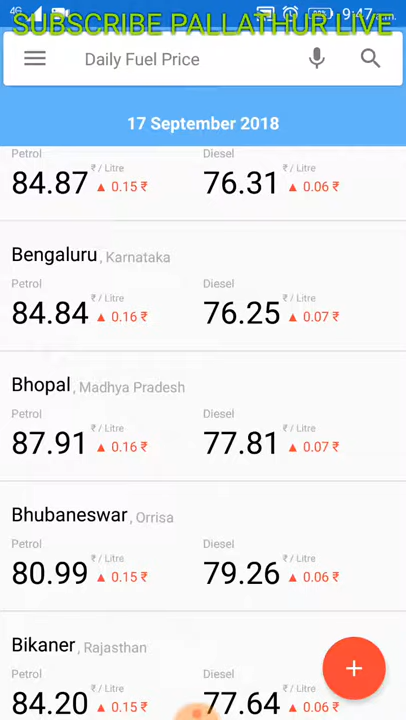 SUBSCRIBE PALLATHUR LIVE
4G 9:47 p.m.
Daily Fuel Price
17 September 2018
Petrol Diesel
₹ / Litre ₹ / Litre
84.87 ▲ 0.15 ₹ 76.31 ▲ 0.06 ₹
Bengaluru, Karnataka
Petrol Diesel
₹ / Litre ₹ / Litre
84.84 ▲ 0.16 ₹ 76.25 ▲ 0.07 ₹
Bhopal, Madhya Pradesh
Petrol Diesel
₹ / Litre ₹ / Litre
87.91 ▲ 0.16 ₹ 77.81 ▲ 0.07 ₹
Bhubaneswar, Orrisa
Petrol Diesel
₹ / Litre ₹ / Litre
80.99 ▲ 0.15 ₹ 79.26 ▲ 0.06 ₹
Bikaner, Rajasthan
Petrol Diesel
₹ / Litre ₹ / Litre
84.20 ▲ 0.15 ₹ 77.64 ▲ 0.06 ₹